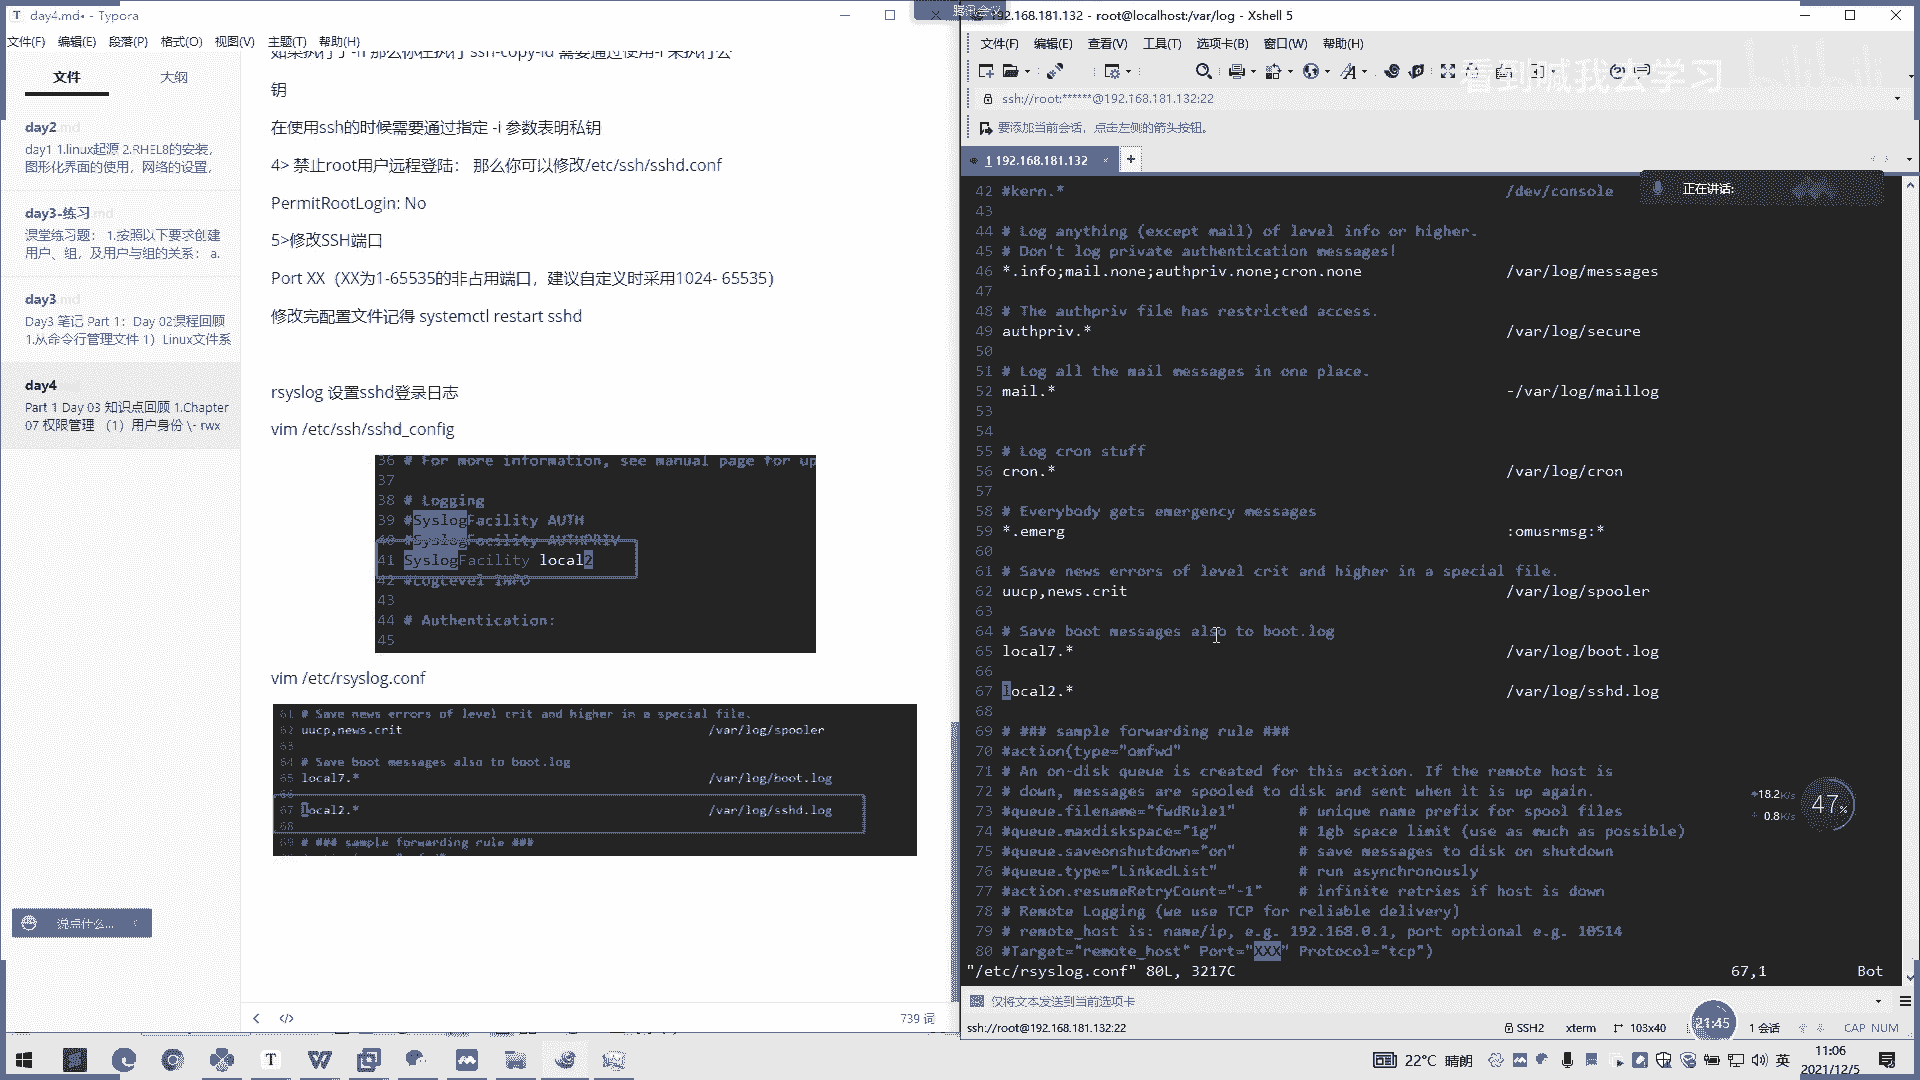 day4.md• - Typora
文件(F) 编辑(E) 段落(P) 格式(O) 视图(V) 主题(T) 帮助(H)
文件 大纲
day2.md
day1 1.linux起源 2.RHEL8的安装，
图形化界面的使用，网络的设置，
day3-练习.md
课堂练习题： 1.按照以下要求创建
用户、组，及用户与组的关系： a.
day3.md
Day3 笔记 Part 1：Day 02课程回顾
1.从命令行管理文件 1）Linux文件系
day4
Part 1 Day 03 知识点回顾 1.Chapter
07 权限管理 （1）用户身份 \- rwx
说点什么...
钥
在使用ssh的时候需要通过指定 -i 参数表明私钥
4> 禁止root用户远程登陆： 那么你可以修改/etc/ssh/sshd.conf
PermitRootLogin: No
5>修改SSH端口
Port XX（XX为1-65535的非占用端口，建议自定义时采用1024- 65535）
修改完配置文件记得 systemctl restart sshd
rsyslog 设置sshd登录日志
vim /etc/ssh/sshd_config
36 # For more information, see manual page for up
37
38 # Logging
39 #SyslogFacility AUTH
40 #SyslogFacility AUTHPRIV
41 SyslogFacility local2
42 #LogLevel INFO
43
44 # Authentication:
45
vim /etc/rsyslog.conf
61 # Save news errors of level crit and higher in a special file.
62 uucp,news.crit /var/log/spooler
63
64 # Save boot messages also to boot.log
65 local7.* /var/log/boot.log
66
67 local2.* /var/log/sshd.log
68
69 # ### sample forwarding rule ###
739 词
腾讯会议
192.168.181.132 - root@localhost:/var/log - Xshell 5
文件(F) 编辑(E) 查看(V) 工具(T) 选项卡(B) 窗口(W) 帮助(H)
看到喊我去学习
ssh://root:******@192.168.181.132:22
要添加当前会话，点击左侧的箭头按钮。
1 192.168.181.132
正在讲话:
42 #kern.* /dev/console
43
44 # Log anything (except mail) of level info or higher.
45 # Don't log private authentication messages!
46 *.info;mail.none;authpriv.none;cron.none /var/log/messages
47
48 # The authpriv file has restricted access.
49 authpriv.* /var/log/secure
50
51 # Log all the mail messages in one place.
52 mail.* -/var/log/maillog
53
54
55 # Log cron stuff
56 cron.* /var/log/cron
57
58 # Everybody gets emergency messages
59 *.emerg :omusrmsg:*
60
61 # Save news errors of level crit and higher in a special file.
62 uucp,news.crit /var/log/spooler
63
64 # Save boot messages also to boot.log
65 local7.* /var/log/boot.log
66
67 local2.* /var/log/sshd.log
68
69 # ### sample forwarding rule ###
70 #action(type="omfwd"
71 # An on-disk queue is created for this action. If the remote host is
72 # down, messages are spooled to disk and sent when it is up again.
73 #queue.filename="fwdRule1" # unique name prefix for spool files
74 #queue.maxdiskspace="1g" # 1gb space limit (use as much as possible)
75 #queue.saveonshutdown="on" # save messages to disk on shutdown
76 #queue.type="LinkedList" # run asynchronously
77 #action.resumeRetryCount="-1" # infinite retries if host is down
78 # Remote Logging (we use TCP for reliable delivery)
79 # remote_host is: name/ip, e.g. 192.168.0.1, port optional e.g. 10514
80 #Target="remote_host" Port="XXX" Protocol="tcp")
"/etc/rsyslog.conf" 80L, 3217C 67,1 Bot
18.2K/s
0.8K/s
47%
仅将文本发送到当前选项卡
ssh://root@192.168.181.132:22 SSH2 xterm 103x40 21:45 1 会话 CAP NUM
22°C 晴朗 英 11:06
2021/12/5